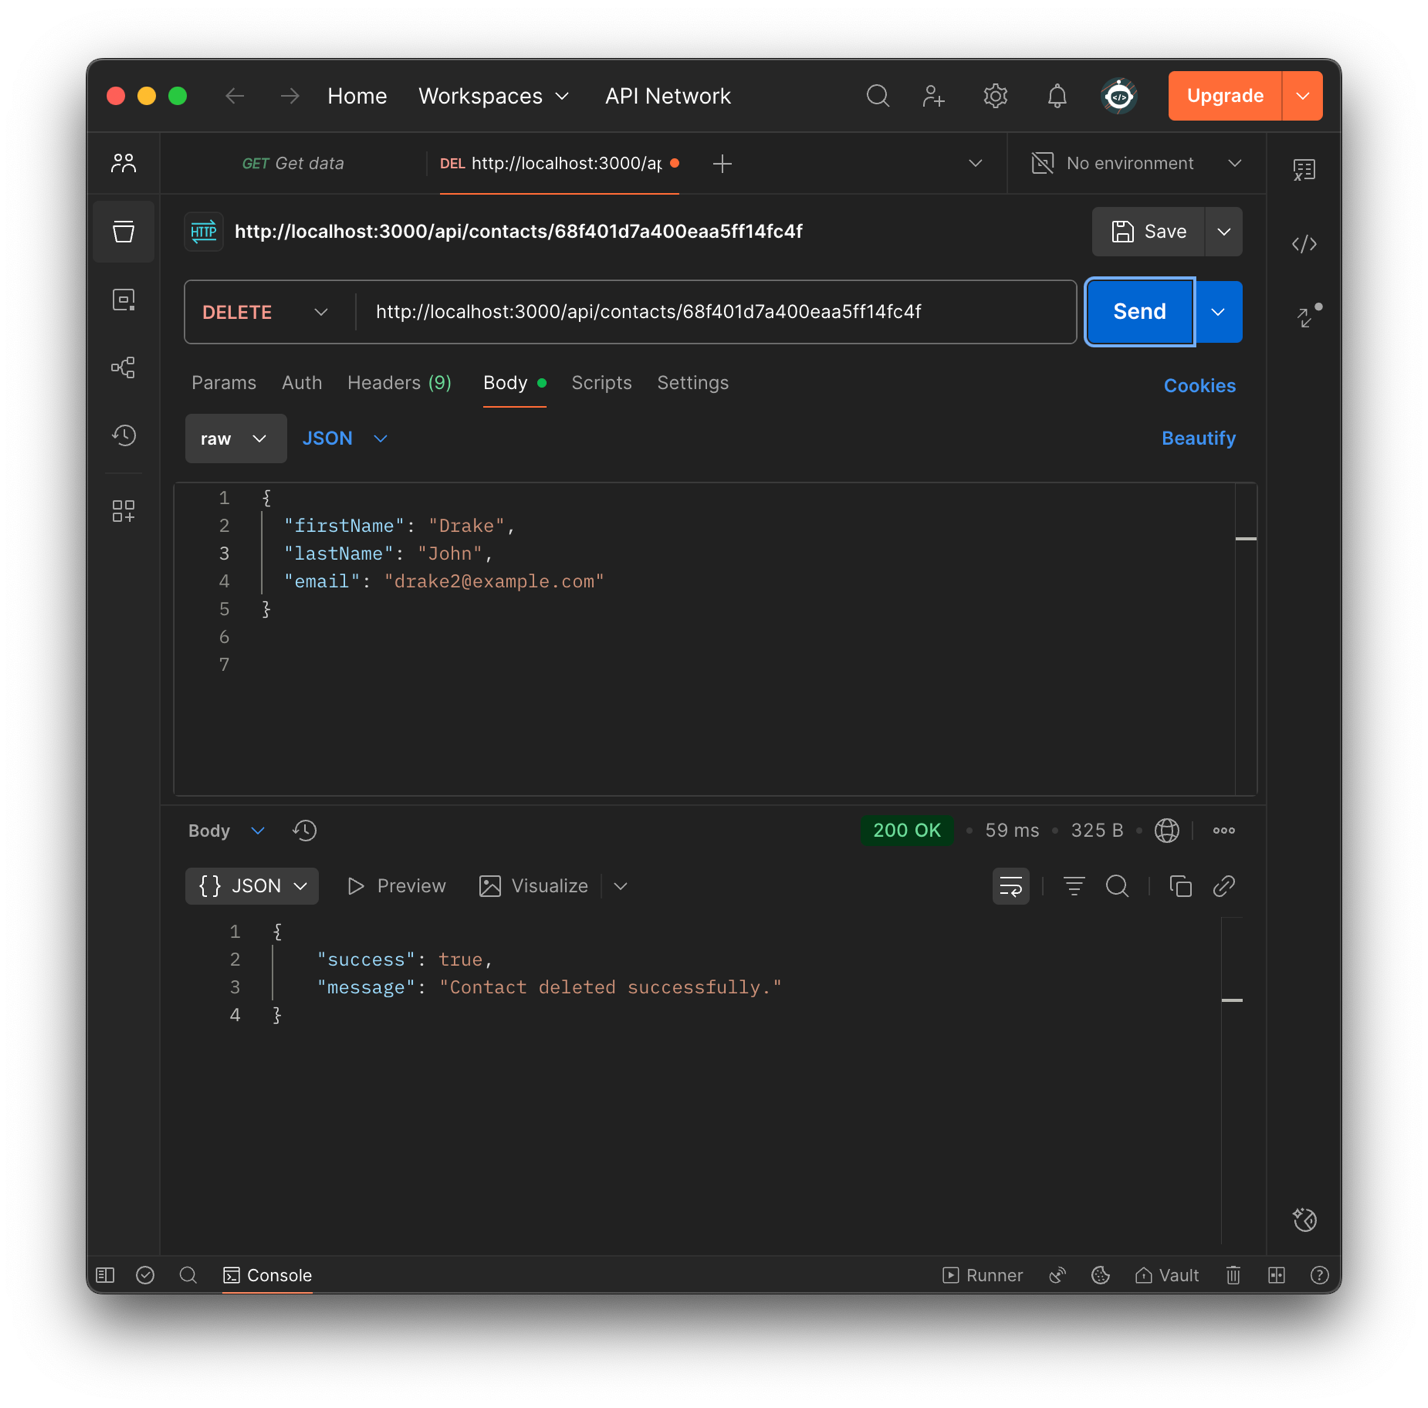 Home Workspaces API Network Upgrade
GET Get data DEL http://localhost:3000/ap No environment
HTTP http://localhost:3000/api/contacts/68f401d7a400eaa5ff14fc4f Save
DELETE http://localhost:3000/api/contacts/68f401d7a400eaa5ff14fc4f Send
Params Auth Headers (9) Body Scripts Settings Cookies
raw JSON Beautify
1 {
2 "firstName": "Drake",
3 "lastName": "John",
4 "email": "drake2@example.com"
5 }
6
7
Body 200 OK • 59 ms • 325 B •
{} JSON Preview Visualize
1 {
2 "success": true,
3 "message": "Contact deleted successfully."
4 }
Console Runner Vault